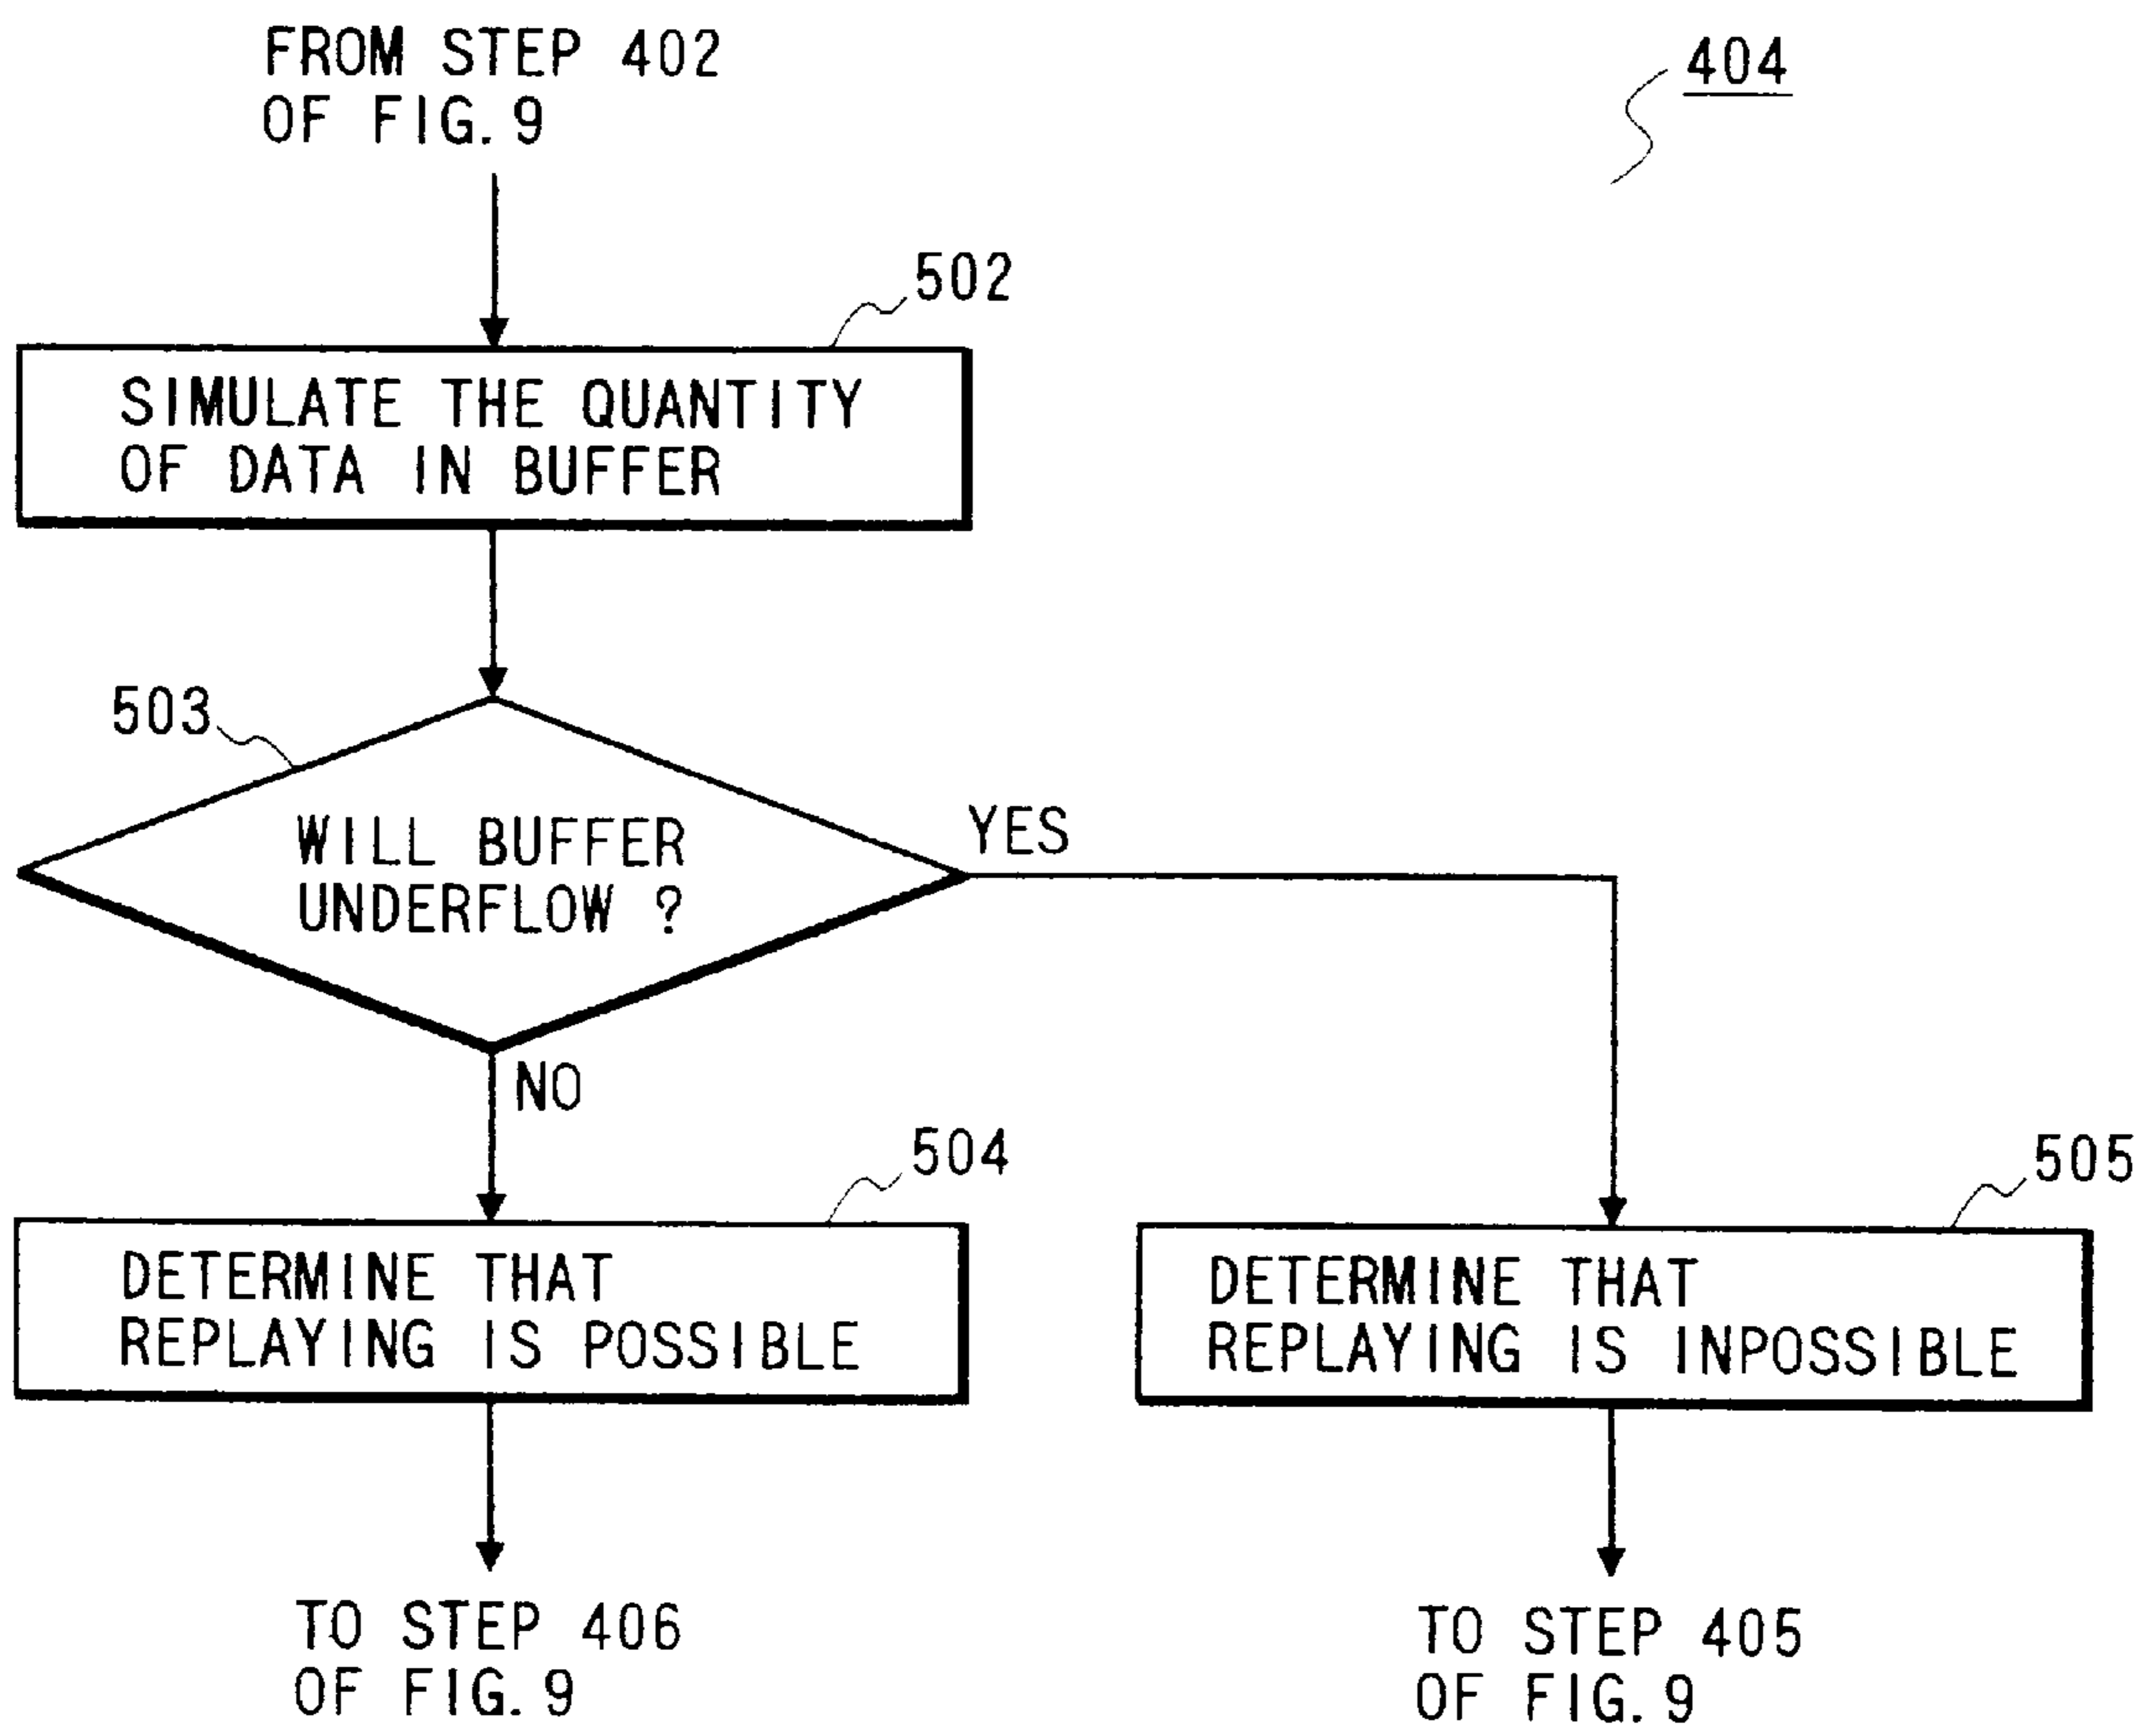 FROM STEP 402
OF FIG. 9
404
502
SIMULATE THE QUANTITY
OF DATA IN BUFFER
503
WILL BUFFER
UNDERFLOW ?
YES
NO
504
DETERMINE THAT
REPLAYING IS POSSIBLE
505
DETERMINE THAT
REPLAYING IS INPOSSIBLE
TO STEP 406
OF FIG. 9
TO STEP 405
OF FIG. 9